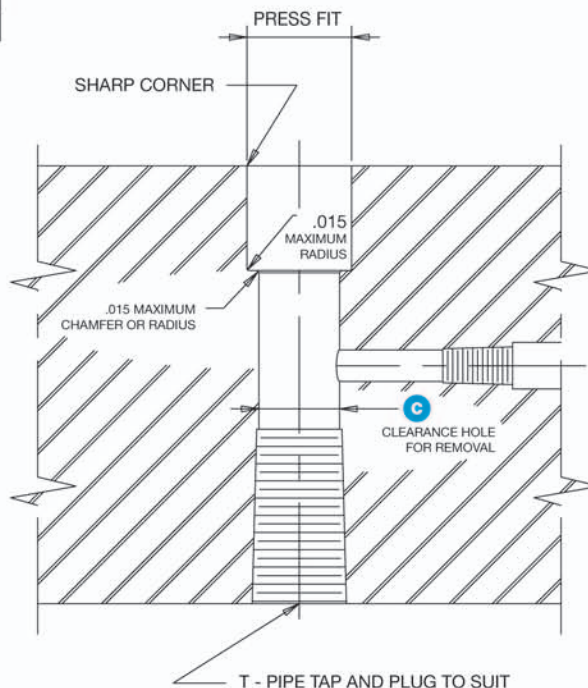 PRESS FIT
SHARP CORNER
.015
MAXIMUM
RADIUS
.015 MAXIMUM
CHAMFER OR RADIUS
C
CLEARANCE HOLE
FOR REMOVAL
T - PIPE TAP AND PLUG TO SUIT